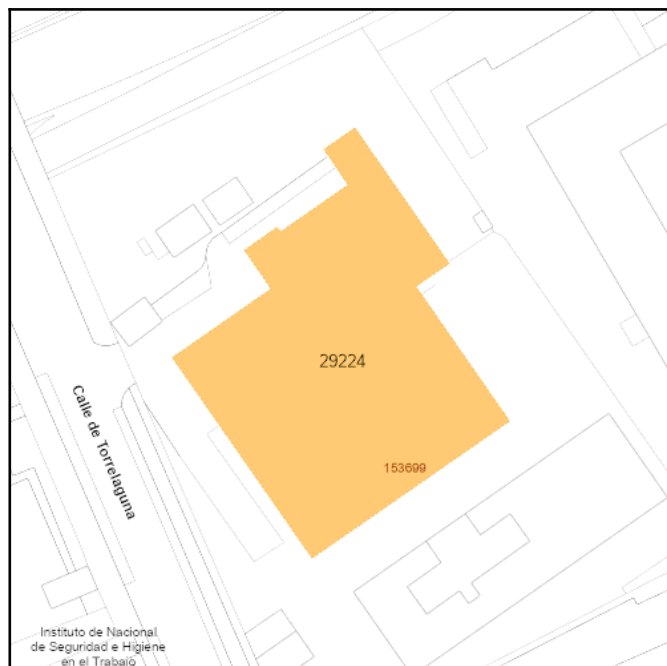 29224
153699
Calle de Torrelaguna
Instituto de Nacional
de Seguridad e Higiene
en el Trabajo